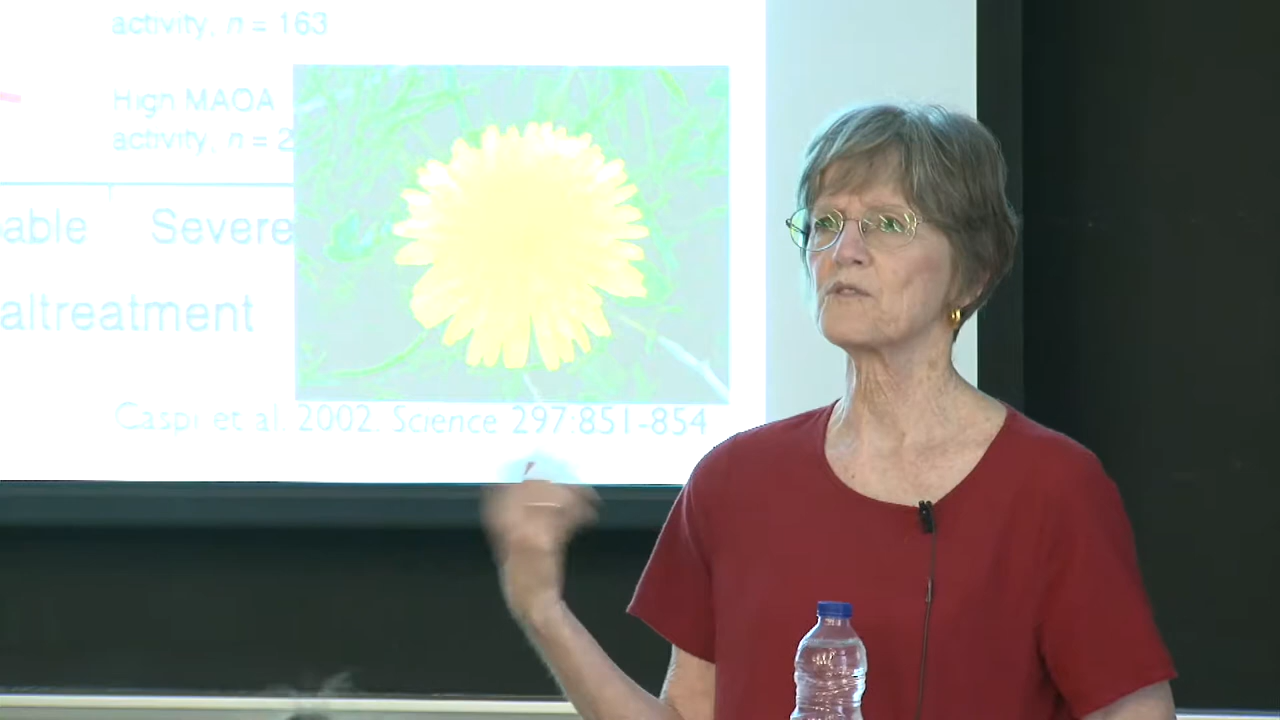 activity, n = 163
High MAOA
activity, n = 2
able Severe
altreatment
Caspi et al. 2002. Science 297:851-854